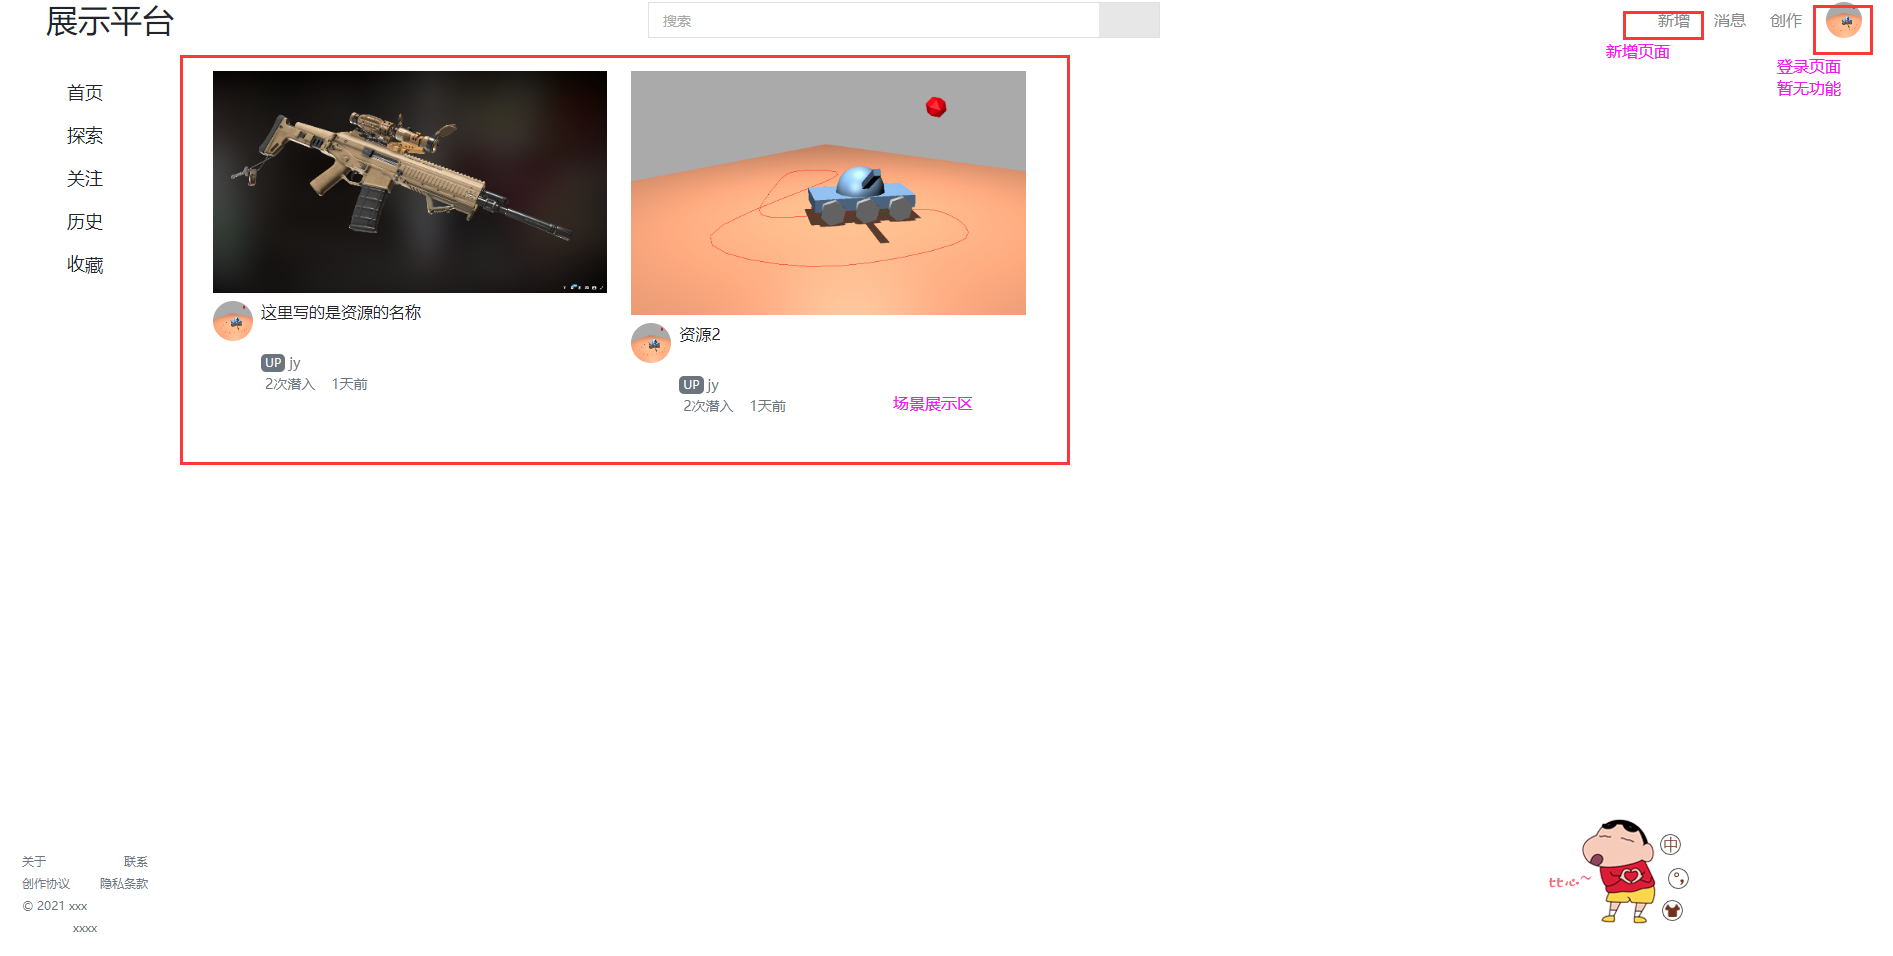 展示平台
搜索
新增
消息
创作
新增页面
登录页面
暂无功能
首页
探索
关注
历史
收藏
这里写的是资源的名称
UP jy
2次潜入 1天前
资源2
UP jy
2次潜入 1天前
场景展示区
关于 联系
创作协议 隐私条款
© 2021 xxx
xxxx
中
°,